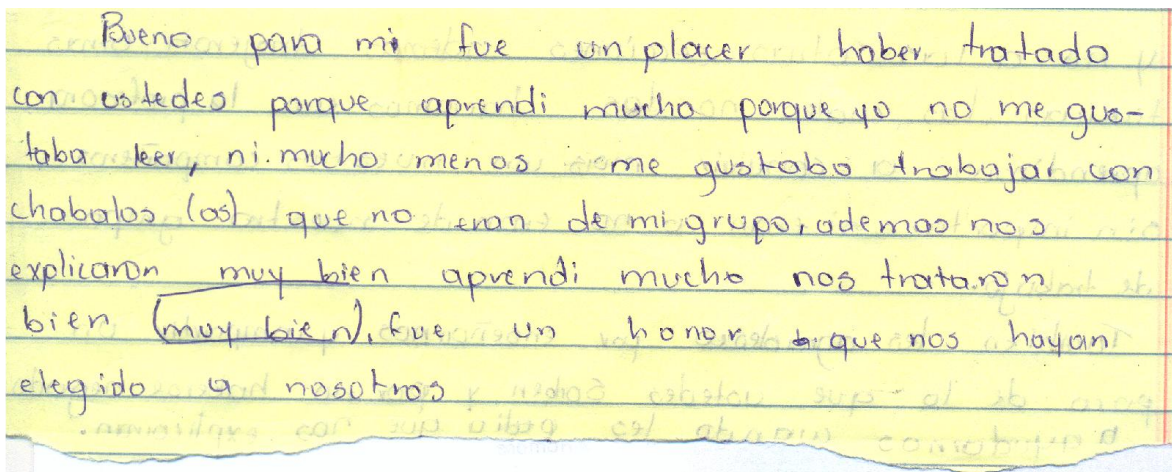 Bueno para mi fue un placer haber tratado
con ustedes porque aprendi mucho porque yo no me gus-
taba leer, ni mucho menos me gustaba trabajar con
chabalos (as) que no eran de mi grupo, ademas nos
explicaron muy bien aprendi mucho nos trataron
bien (muy bien), fue un honor que nos hayan
elegido a nosotros